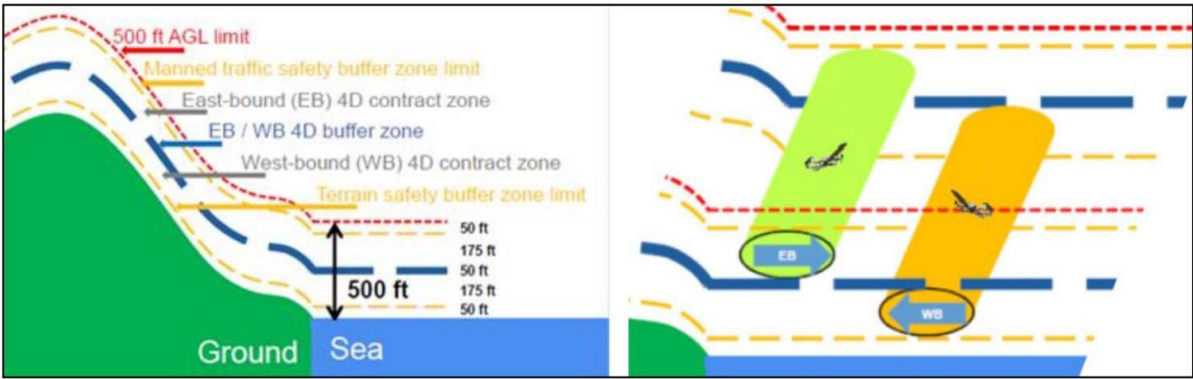 500 ft AGL limit
Manned traffic safety buffer zone limit
East-bound (EB) 4D contract zone
EB / WB 4D buffer zone
West-bound (WB) 4D contract zone
Terrain safety buffer zone limit
50 ft
175 ft
50 ft
500 ft
175 ft
50 ft
Ground Sea
EB
WB